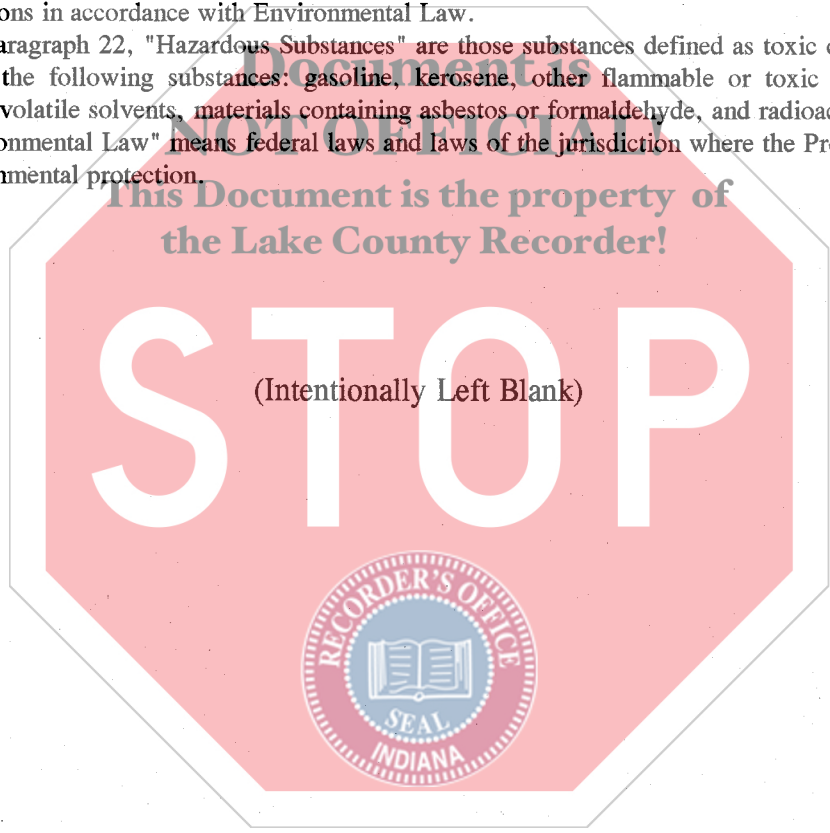 ons in accordance with Environmental Law.
aragraph 22, "Hazardous Substances" are those substances defined as toxic
the following substances: gasoline, kerosene, other flammable or toxic
volatile solvents, materials containing asbestos or formaldehyde, and radioac
onmental Law" means federal laws and laws of the jurisdiction where the Pr
nmental protection.
Document is
NOT OFFICIAL!
This Document is the property of
the Lake County Recorder!
STOP
(Intentionally Left Blank)
RECORDER'S OFFICE
SEAL
INDIANA